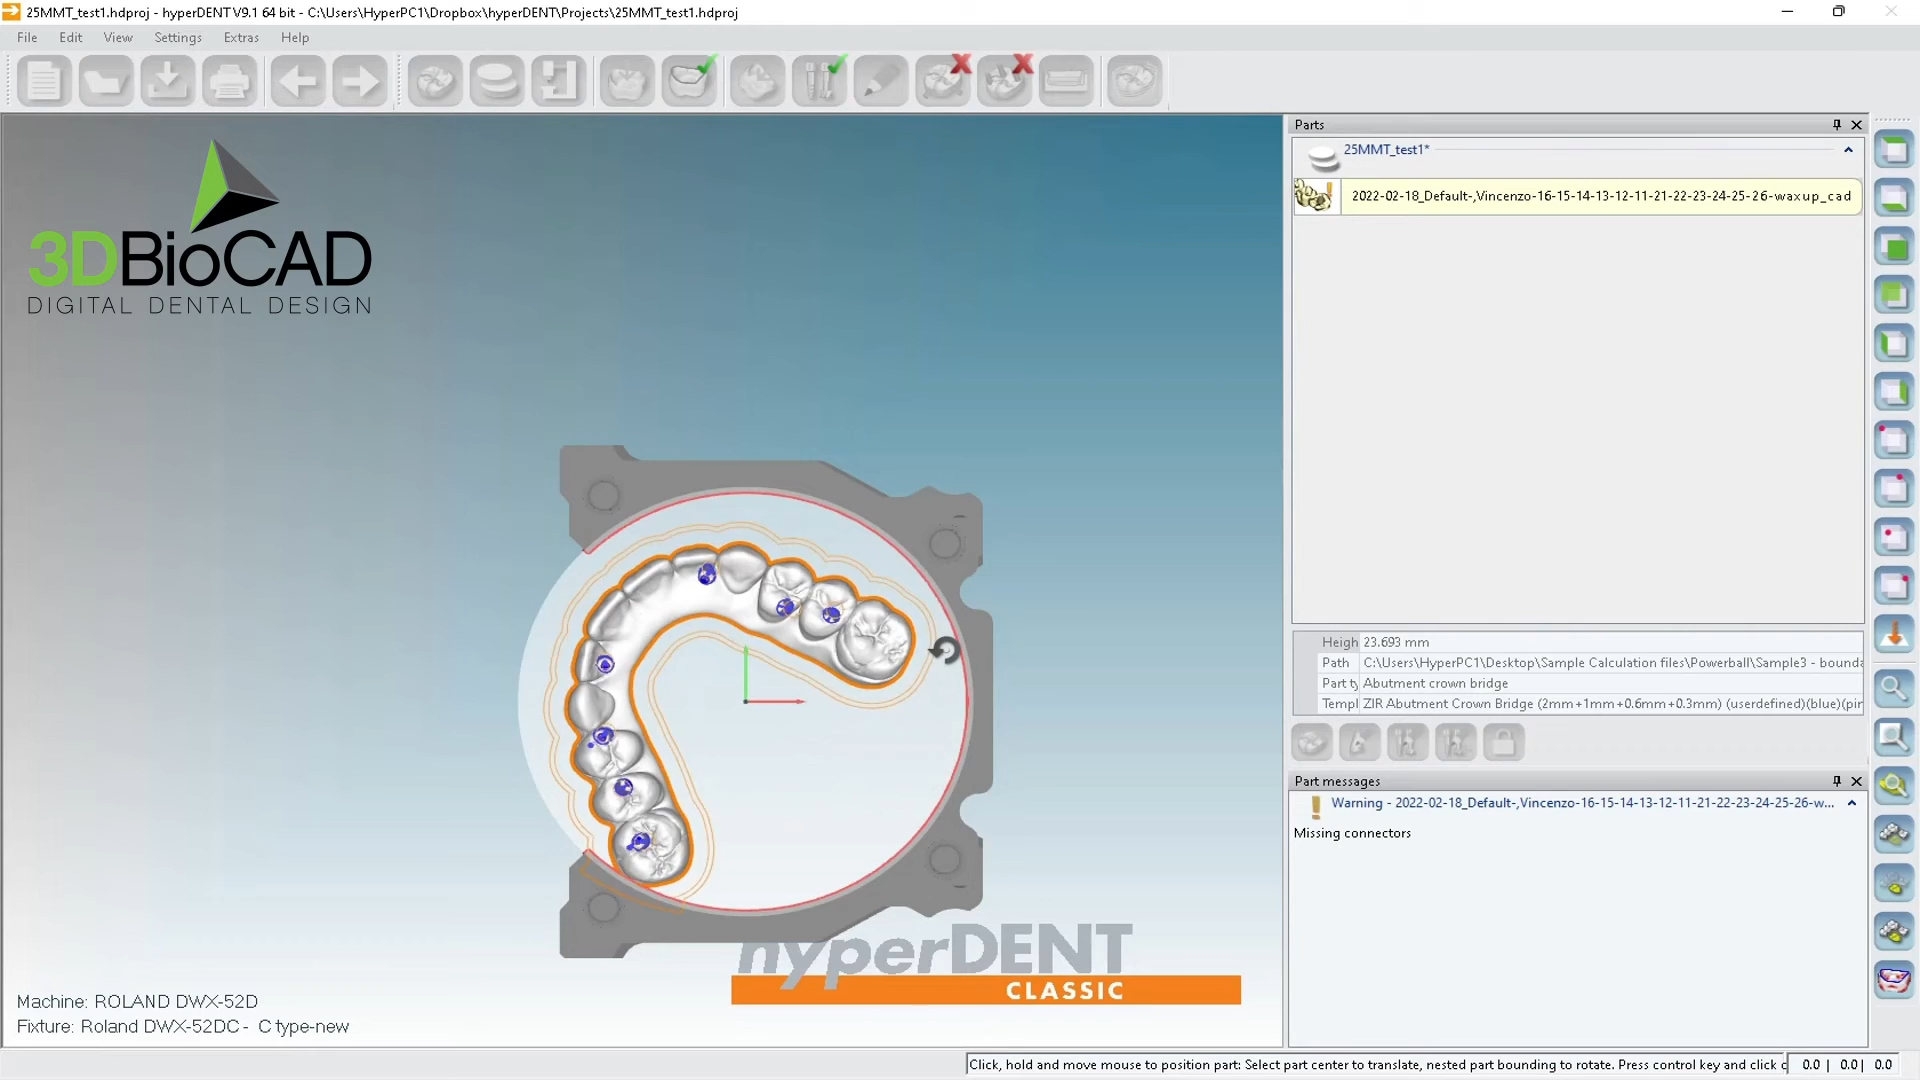 25MMT_test1.hdproj - hyperDENT V9.1 64 bit - C:\Users\HyperPC1\Dropbox\hyperDENT\Projects\25MMT_test1.hdproj
File Edit View Settings Extras Help
Parts
25MMT_test1*
2022-02-18_Default-,Vincenzo-16-15-14-13-12-11-21-22-23-24-25-26-waxup_cad
3DBioCAD
DIGITAL DENTAL DESIGN
Heigh 23.693 mm
Path C:\Users\HyperPC1\Desktop\Sample Calculation files\Powerball\Sample3 - bounda
Part ty Abutment crown bridge
Templ ZIR Abutment Crown Bridge (2mm+1mm+0.6mm+0.3mm) (userdefined)(blue)(pin
Part messages
Warning - 2022-02-18_Default-,Vincenzo-16-15-14-13-12-11-21-22-23-24-25-26-w...
Missing connectors
hyperDENT
CLASSIC
Machine: ROLAND DWX-52D
Fixture: Roland DWX-52DC - C type-new
Click, hold and move mouse to position part: Select part center to translate, nested part bounding to rotate. Press control key and click c
0.0 | 0.0 | 0.0